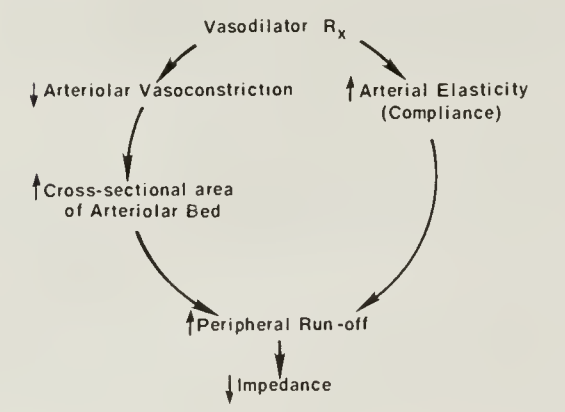 Vasodilator Rx
↓ Arteriolar Vasoconstriction
↑ Arterial Elasticity
(Compliance)
↑ Cross-sectional area
of Arteriolar Bed
↑ Peripheral Run-off
↓ Impedance